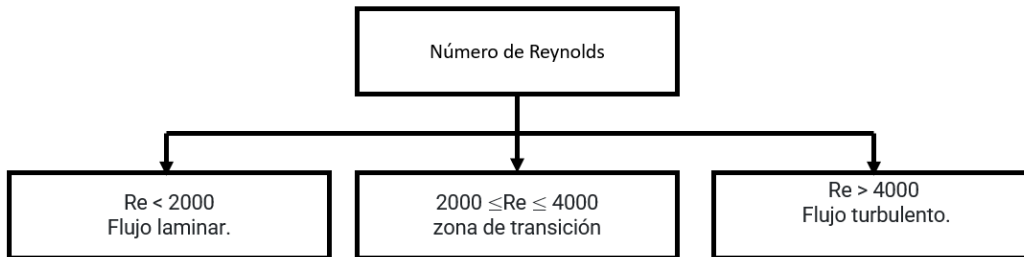 Número de Reynolds
Re < 2000
Flujo laminar.
2000 ≤Re ≤ 4000
zona de transición
Re > 4000
Flujo turbulento.